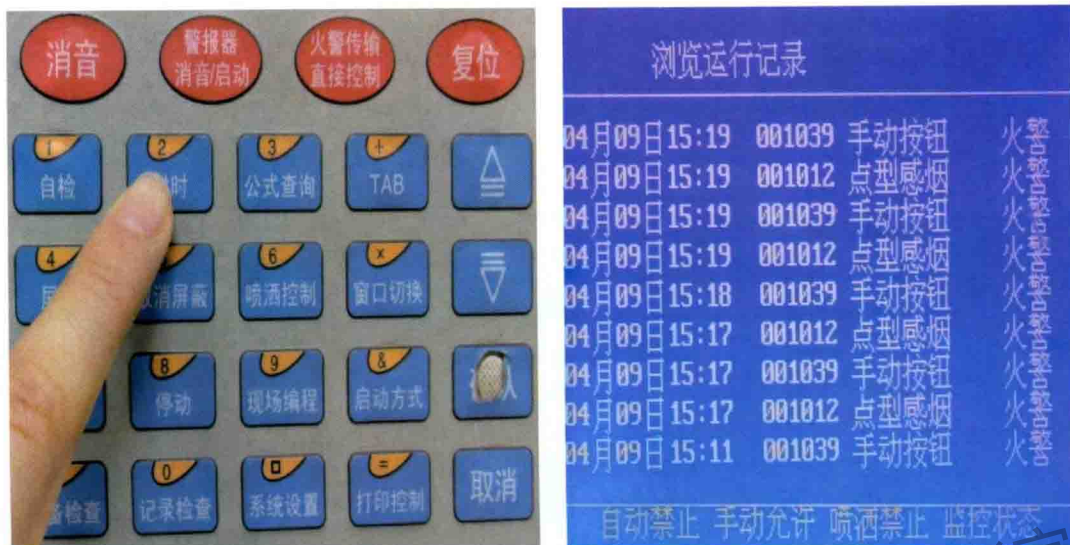 消音
警报器
消音/启动
火警传输
直接控制
复位
1
2
3
+
自检
时
公式查询
TAB
4
6
×
消屏蔽
喷洒控制
窗口切换
8
9
&
停动
现场编程
启动方式
0
=
检查
记录检查
系统设置
打印控制
取消
浏览运行记录
04月09日15:19 001039 手动按钮 火警
04月09日15:19 001012 点型感烟 火警
04月09日15:19 001039 手动按钮 火警
04月09日15:19 001012 点型感烟 火警
04月09日15:18 001039 手动按钮 火警
04月09日15:17 001012 点型感烟 火警
04月09日15:17 001039 手动按钮 火警
04月09日15:17 001012 点型感烟 火警
04月09日15:11 001039 手动按钮 火警
自动禁止 手动允许 喷洒禁止 监控状态